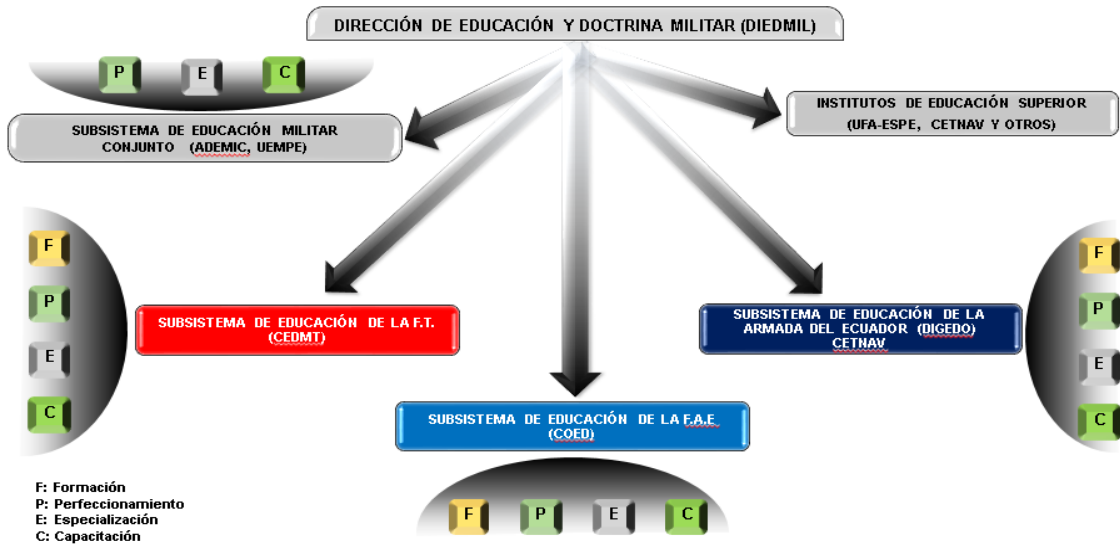 DIRECCIÓN DE EDUCACIÓN Y DOCTRINA MILITAR (DIEDMIL)
P E C
SUBSISTEMA DE EDUCACIÓN MILITAR
CONJUNTO (ADEMIC, UEMPE)
INSTITUTOS DE EDUCACIÓN SUPERIOR
(UFA-ESPE, CETNAV Y OTROS)
F
P
E
C
SUBSISTEMA DE EDUCACIÓN DE LA F.T.
(CEDMT)
SUBSISTEMA DE EDUCACIÓN DE LA
ARMADA DEL ECUADOR (DIGEDO)
CETNAV
F
P
E
C
SUBSISTEMA DE EDUCACIÓN DE LA F.A.E
(COED)
F P E C
F: Formación
P: Perfeccionamiento
E: Especialización
C: Capacitación